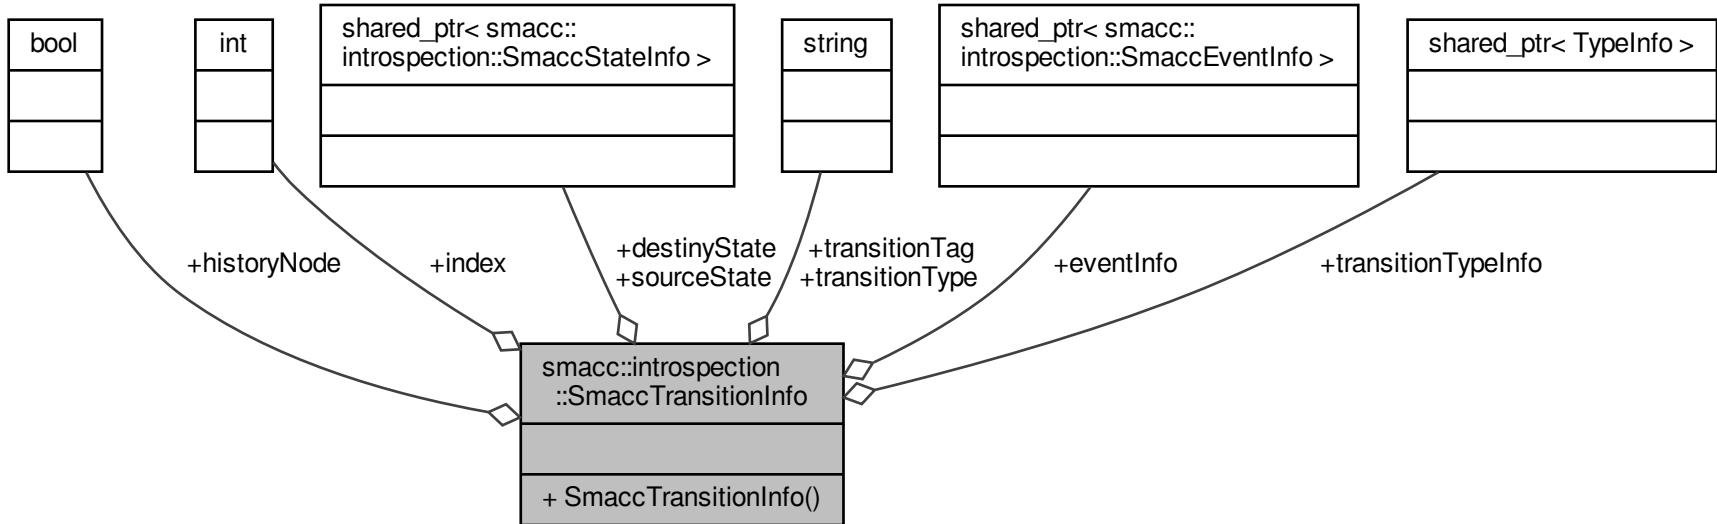 bool
int
shared_ptr< smacc::
introspection::SmaccStateInfo >
string
shared_ptr< smacc::
introspection::SmaccEventInfo >
shared_ptr< TypeInfo >
+historyNode
+index
+destinyState
+sourceState
+transitionTag
+transitionType
+eventInfo
+transitionTypeInfo
smacc::introspection
::SmaccTransitionInfo
+ SmaccTransitionInfo()